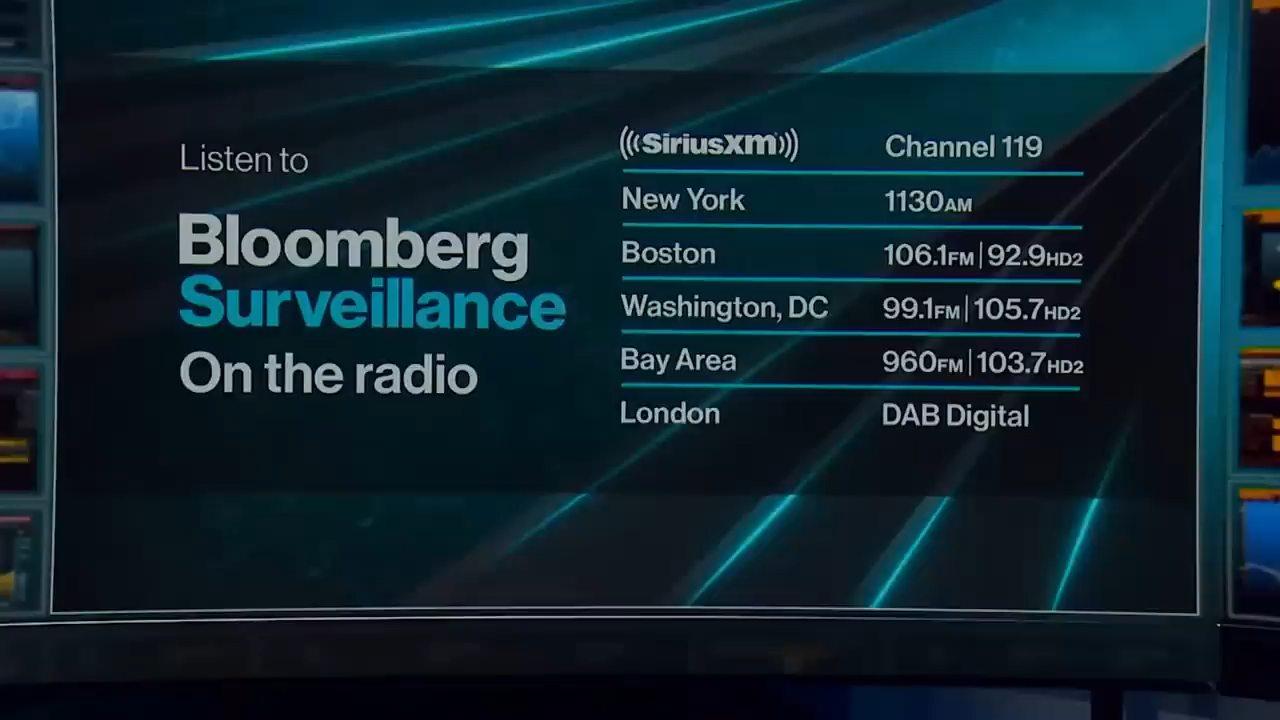 Listen to
Bloomberg
Surveillance
On the radio
SiriusXM Channel 119
New York 1130AM
Boston 106.1FM | 92.9HD2
Washington, DC 99.1FM | 105.7HD2
Bay Area 960FM | 103.7HD2
London DAB Digital